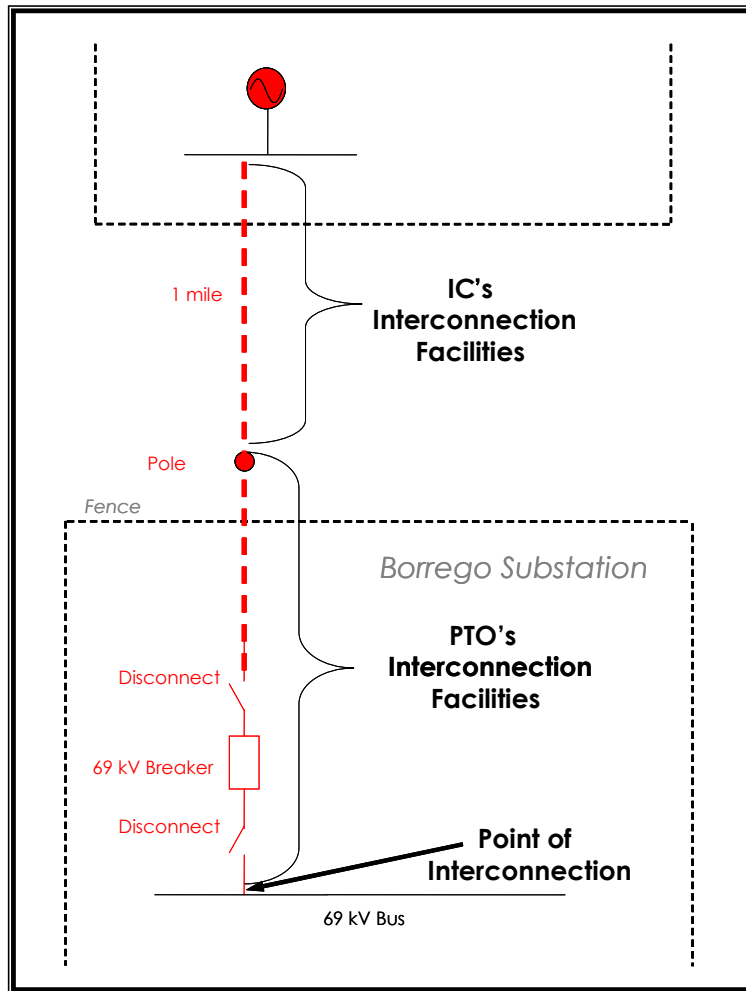 1 mile
IC's
Interconnection
Facilities
Pole
Fence
Borrego Substation
PTO's
Interconnection
Facilities
Disconnect
69 kV Breaker
Disconnect
Point of
Interconnection
69 kV Bus